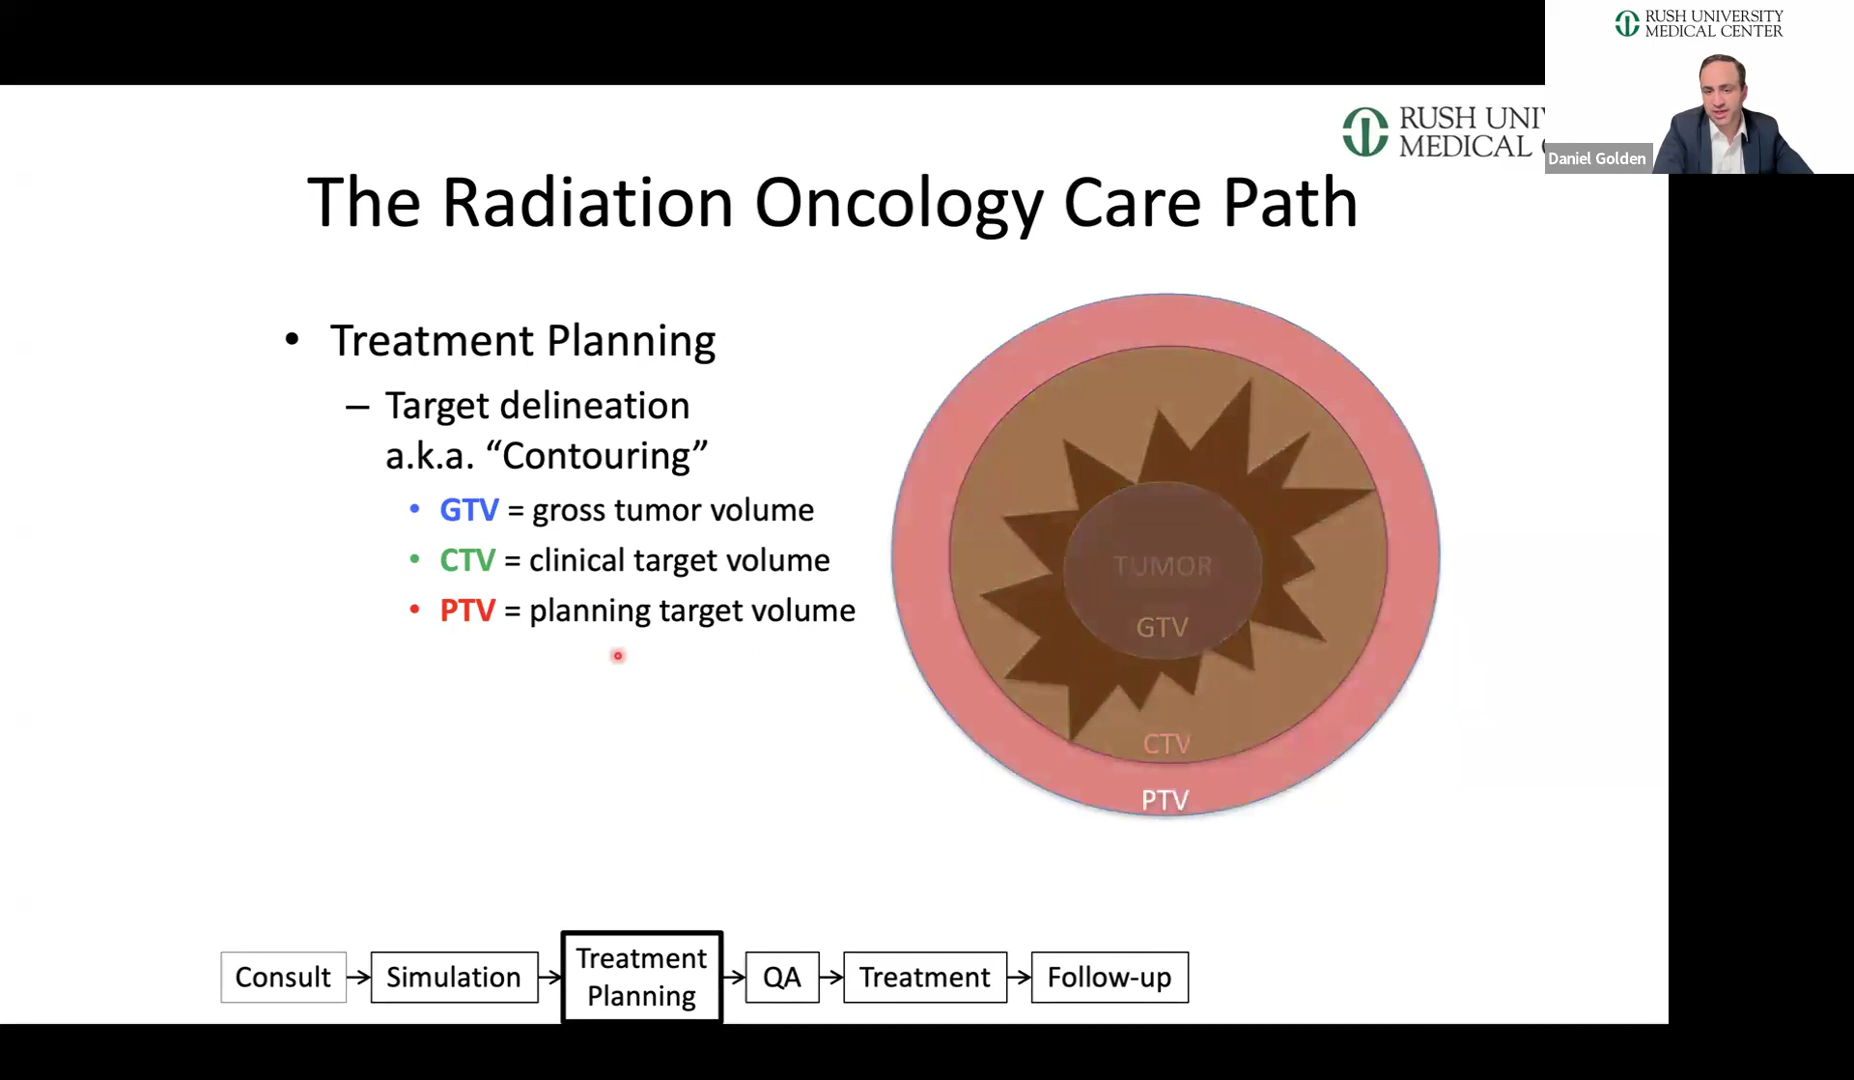 RUSH UNIVERSITY
MEDICAL CENTER
Daniel Golden
RUSH UNI
MEDICAL
The Radiation Oncology Care Path
• Treatment Planning
– Target delineation
a.k.a. “Contouring”
• GTV = gross tumor volume
• CTV = clinical target volume
• PTV = planning target volume
TUMOR
GTV
CTV
PTV
Consult
Simulation
Treatment
Planning
QA
Treatment
Follow-up